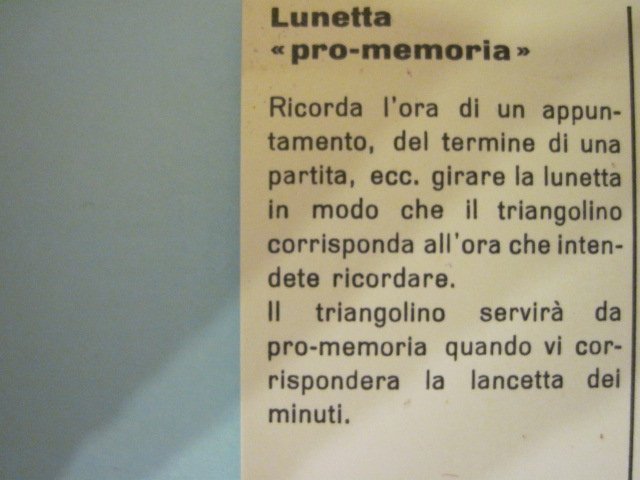 Lunetta
« pro-memoria »
Ricorda l'ora di un appun-
tamento, del termine di una
partita, ecc. girare la lunetta
in modo che il triangolino
corrisponda all'ora che inten-
dete ricordare.
Il triangolino servirà da
pro-memoria quando vi cor-
rispondera la lancetta dei
minuti.